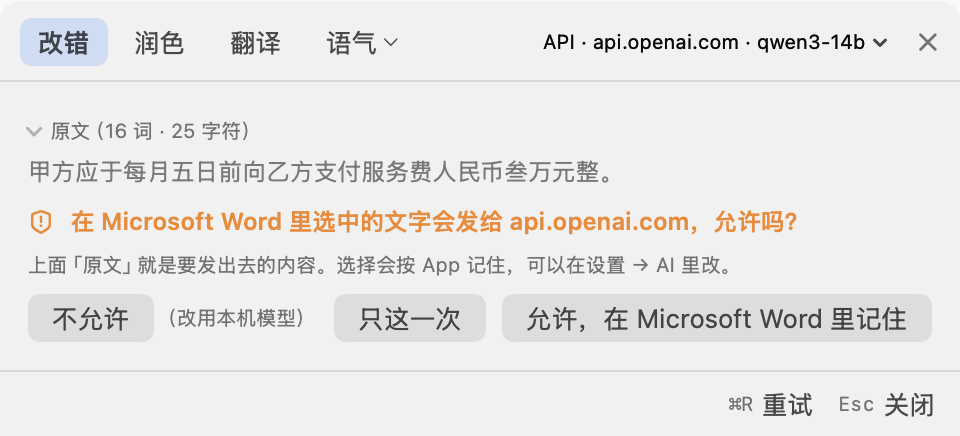 改错 润色 翻译 语气 API · api.openai.com · qwen3-14b
原文 (16 词 · 25 字符)
甲方应于每月五日前向乙方支付服务费人民币叁万元整。
在 Microsoft Word 里选中的文字会发给 api.openai.com，允许吗?
上面「原文」就是要发出去的内容。选择会按 App 记住，可以在设置 → AI 里改。
不允许 (改用本机模型) 只这一次 允许，在 Microsoft Word 里记住
⌘R 重试 Esc 关闭